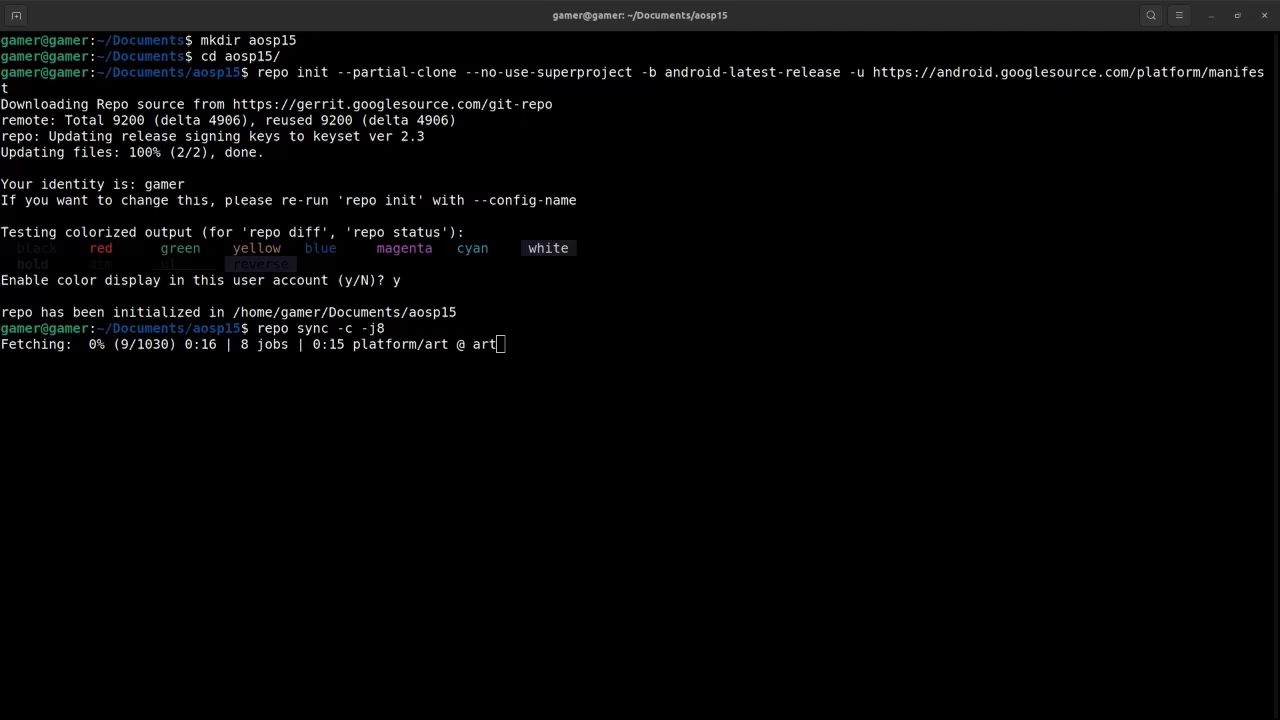 gamer@gamer: ~/Documents/aosp15
gamer@gamer:~/Documents$ mkdir aosp15
gamer@gamer:~/Documents$ cd aosp15/
gamer@gamer:~/Documents/aosp15$ repo init --partial-clone --no-use-superproject -b android-latest-release -u https://android.googlesource.com/platform/manifes
t
Downloading Repo source from https://gerrit.googlesource.com/git-repo
remote: Total 9200 (delta 4906), reused 9200 (delta 4906)
repo: Updating release signing keys to keyset ver 2.3
Updating files: 100% (2/2), done.
Your identity is: gamer
If you want to change this, please re-run 'repo init' with --config-name
Testing colorized output (for 'repo diff', 'repo status'):
black red green yellow blue magenta cyan white
bold dim ul reverse
Enable color display in this user account (y/N)? y
repo has been initialized in /home/gamer/Documents/aosp15
gamer@gamer:~/Documents/aosp15$ repo sync -c -j8
Fetching:  0% (9/1030) 0:16 | 8 jobs | 0:15 platform/art @ art